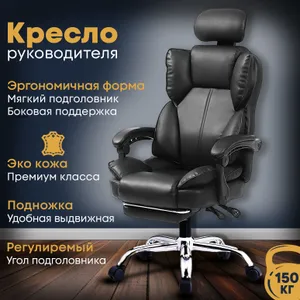 Кресло
руководителя
Эргономичная форма
Мягкий подголовник
Боковая поддержка
Эко кожа
Премиум класса
Подножка
Удобная выдвижная
Регулируемый
Угол подголовника
150
КГ